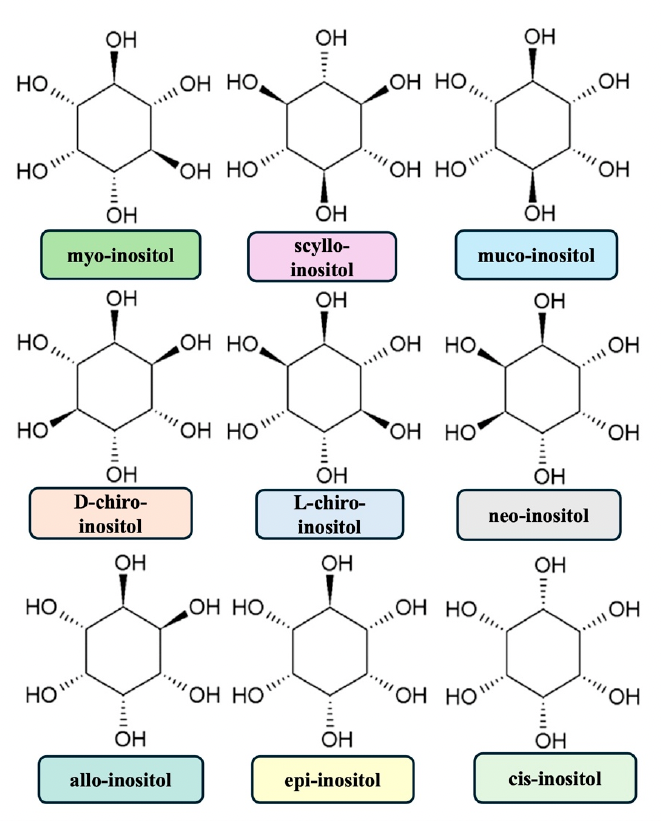 OH
HO OH
HO OH
OH
myo-inositol
OH
HO OH
HO OH
OH
scyllo-
inositol
OH
HO OH
HO OH
OH
muco-inositol
OH
HO OH
HO OH
OH
D-chiro-
inositol
OH
HO OH
HO OH
OH
L-chiro-
inositol
OH
HO OH
HO OH
OH
neo-inositol
OH
HO OH
HO OH
OH
allo-inositol
OH
HO OH
HO OH
OH
epi-inositol
OH
HO OH
HO OH
OH
cis-inositol